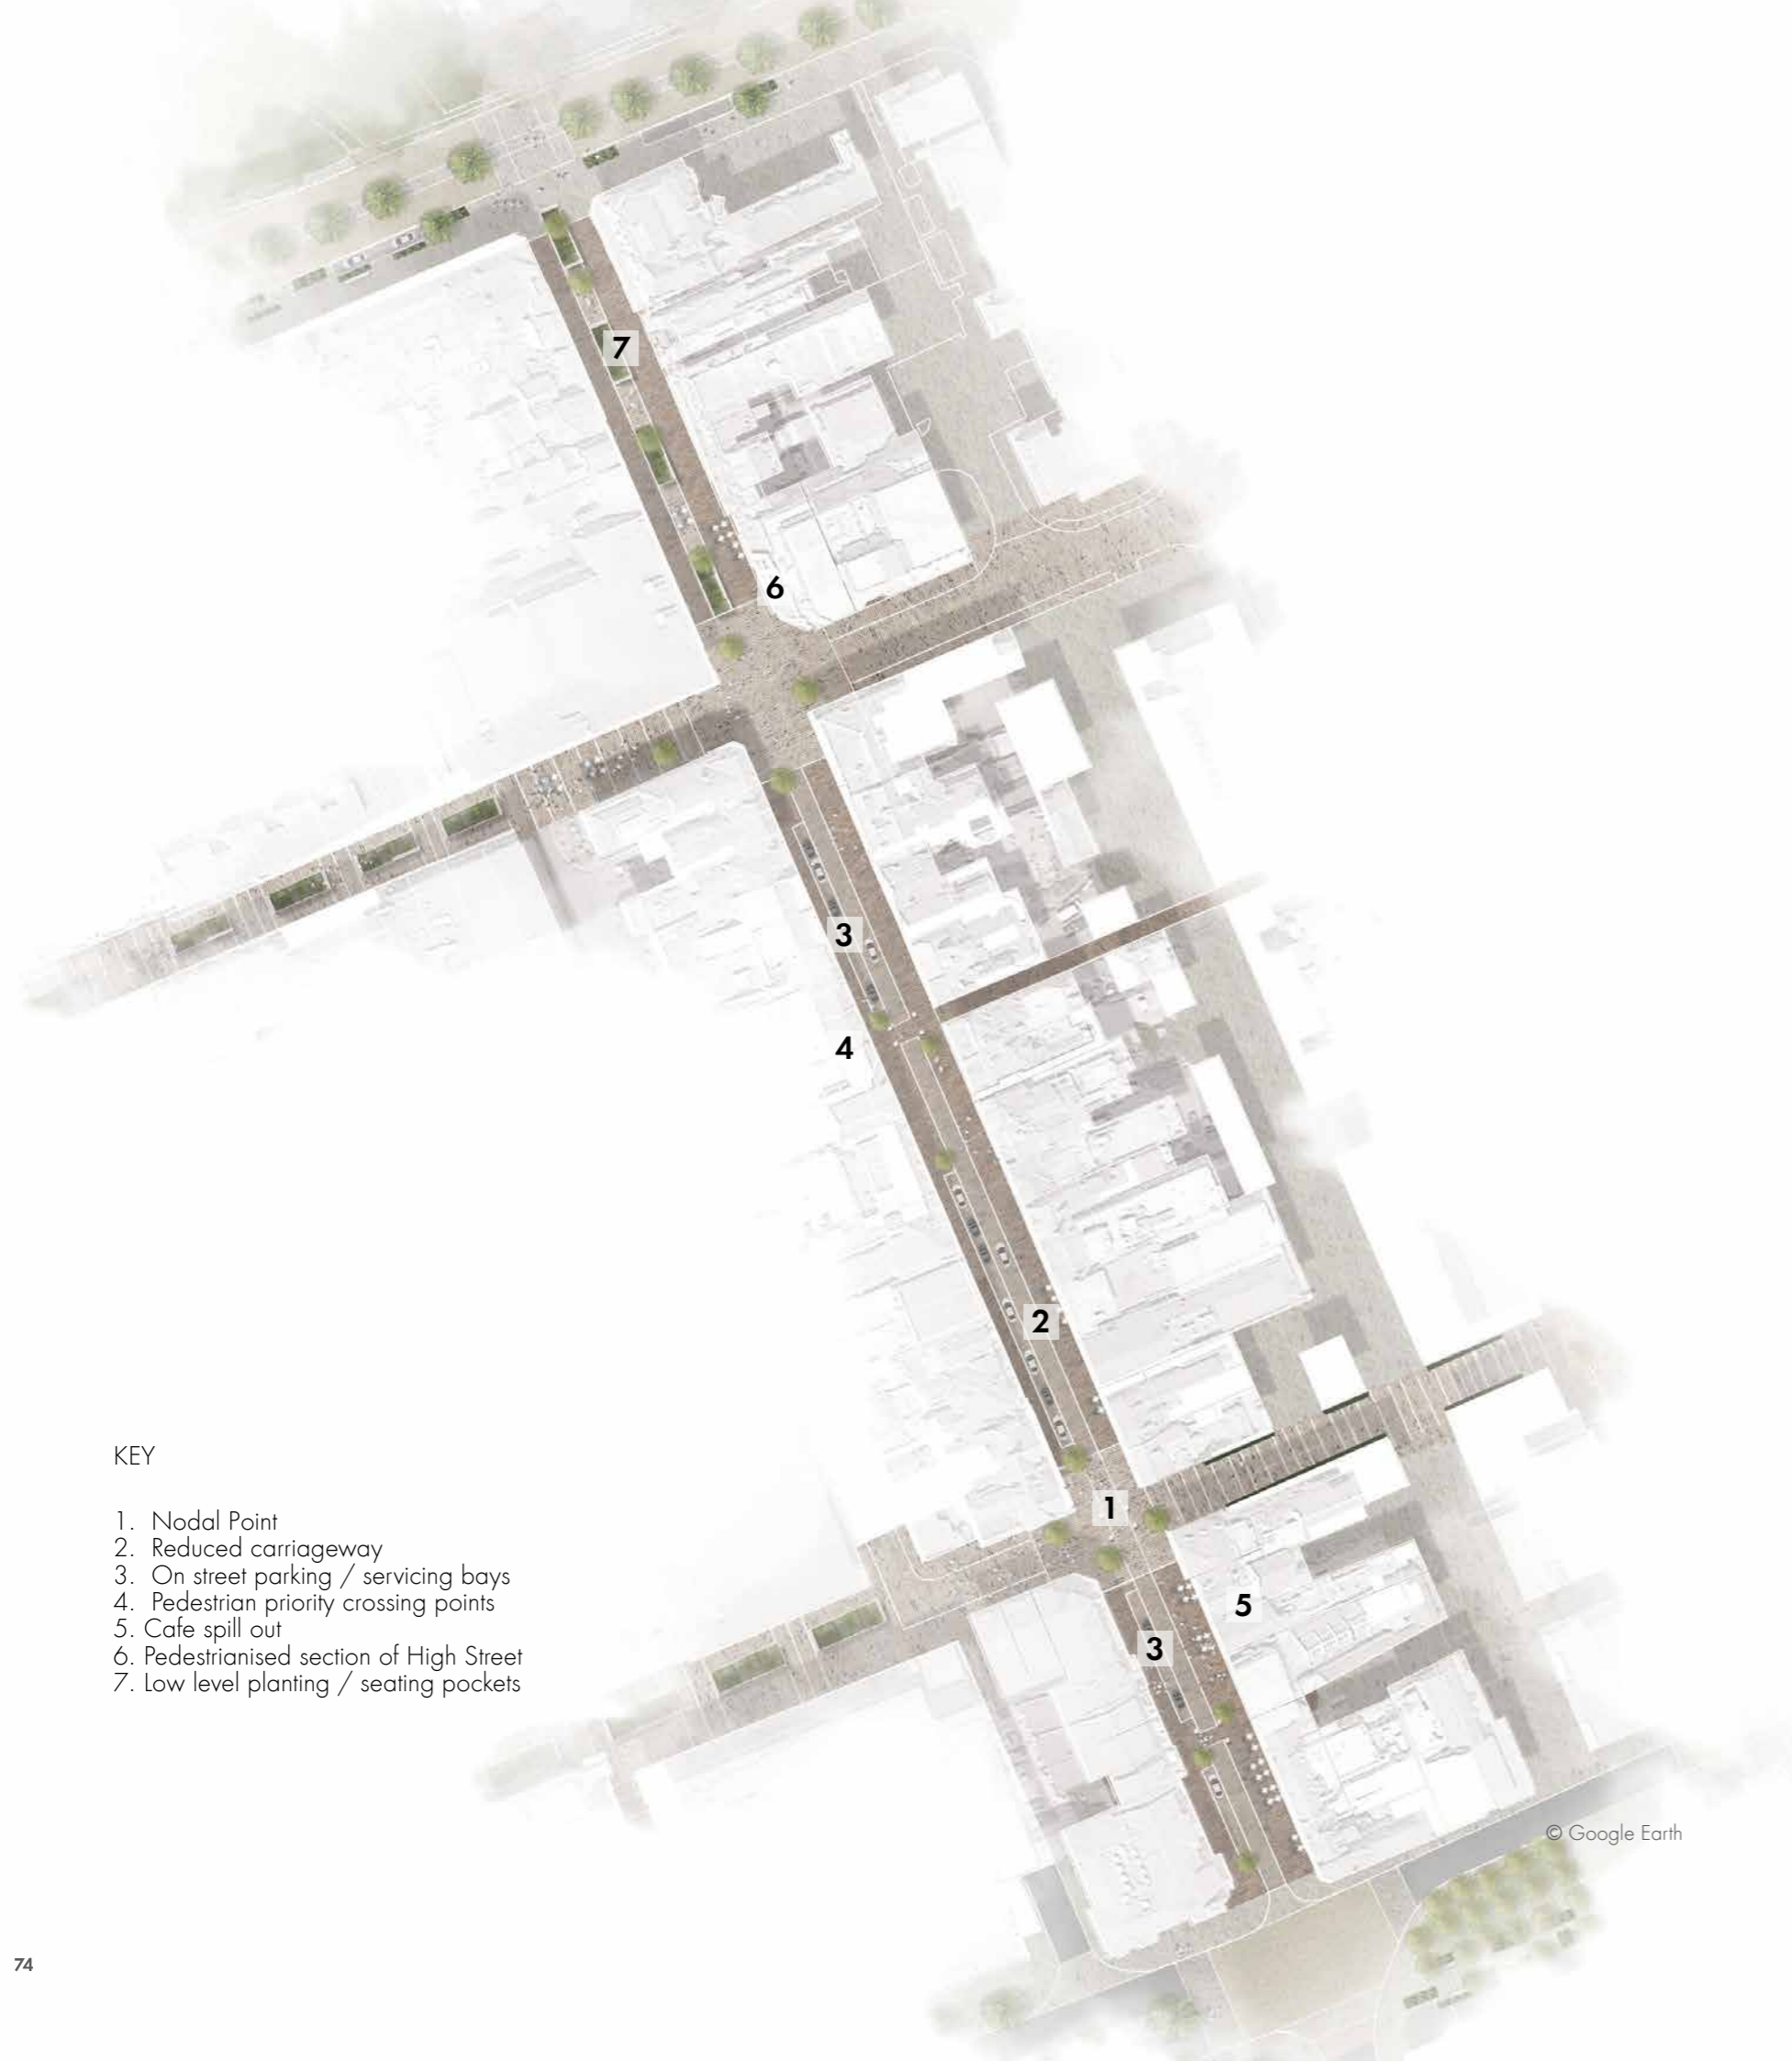 7
6
3
4
2
1
5
3
KEY
1. Nodal Point
2. Reduced carriageway
3. On street parking / servicing bays
4. Pedestrian priority crossing points
5. Cafe spill out
6. Pedestrianised section of High Street
7. Low level planting / seating pockets
© Google Earth
74